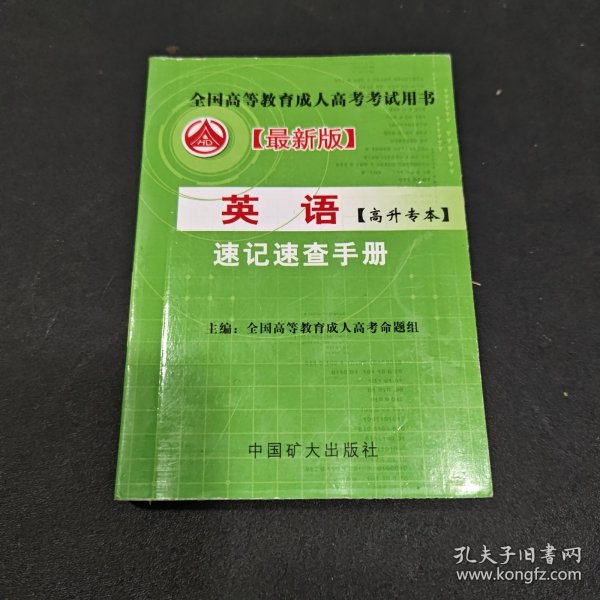 全国高等教育成人高考考试用书
HD
【最新版】
英 语【高升专本】
速记速查手册
主编:全国高等教育成人高考命题组
中国矿大出版社
孔夫子旧书网
www.kongfz.com